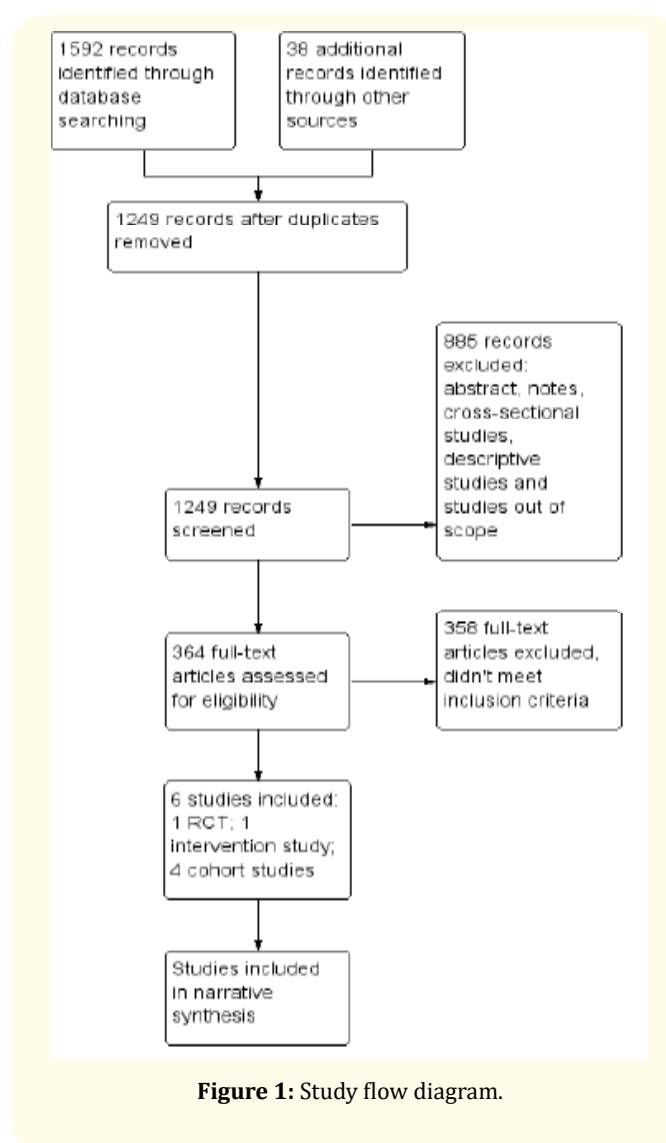 1592 records
identified through
database
searching
38 additional
records identified
through other
sources
1249 records after duplicates
removed
885 records
excluded:
abstract, notes,
cross-sectional
studies,
descriptive
studies and
studies out of
scope
1249 records
screened
364 full-text
articles assessed
for eligibility
358 full-text
articles excluded,
didn't meet
inclusion criteria
6 studies included:
1 RCT; 1
intervention study;
4 cohort studies
Studies included
in narrative
synthesis
Figure 1: Study flow diagram.